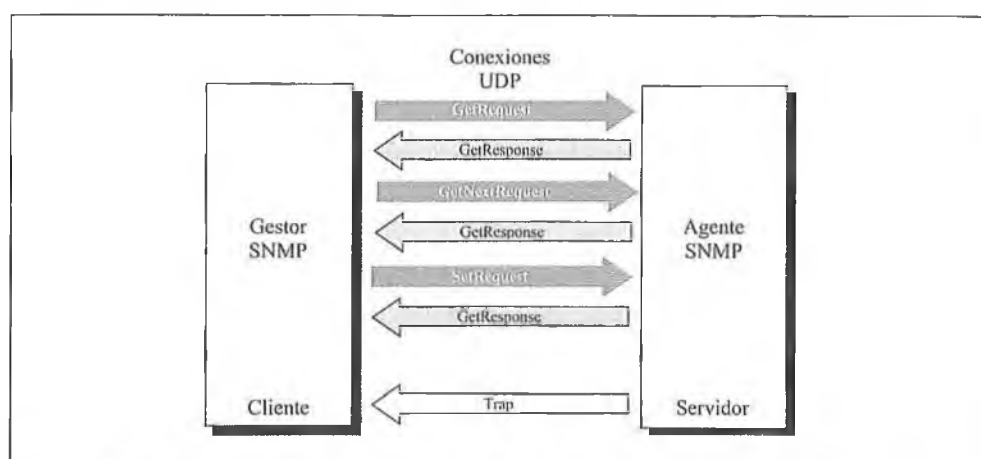 Conexiones
UDP
GetRequest
GetResponse
GetNextRequest
Gestor
SNMP
GetResponse
Agente
SNMP
SetRequest
GetResponse
Cliente
Trap
Servidor